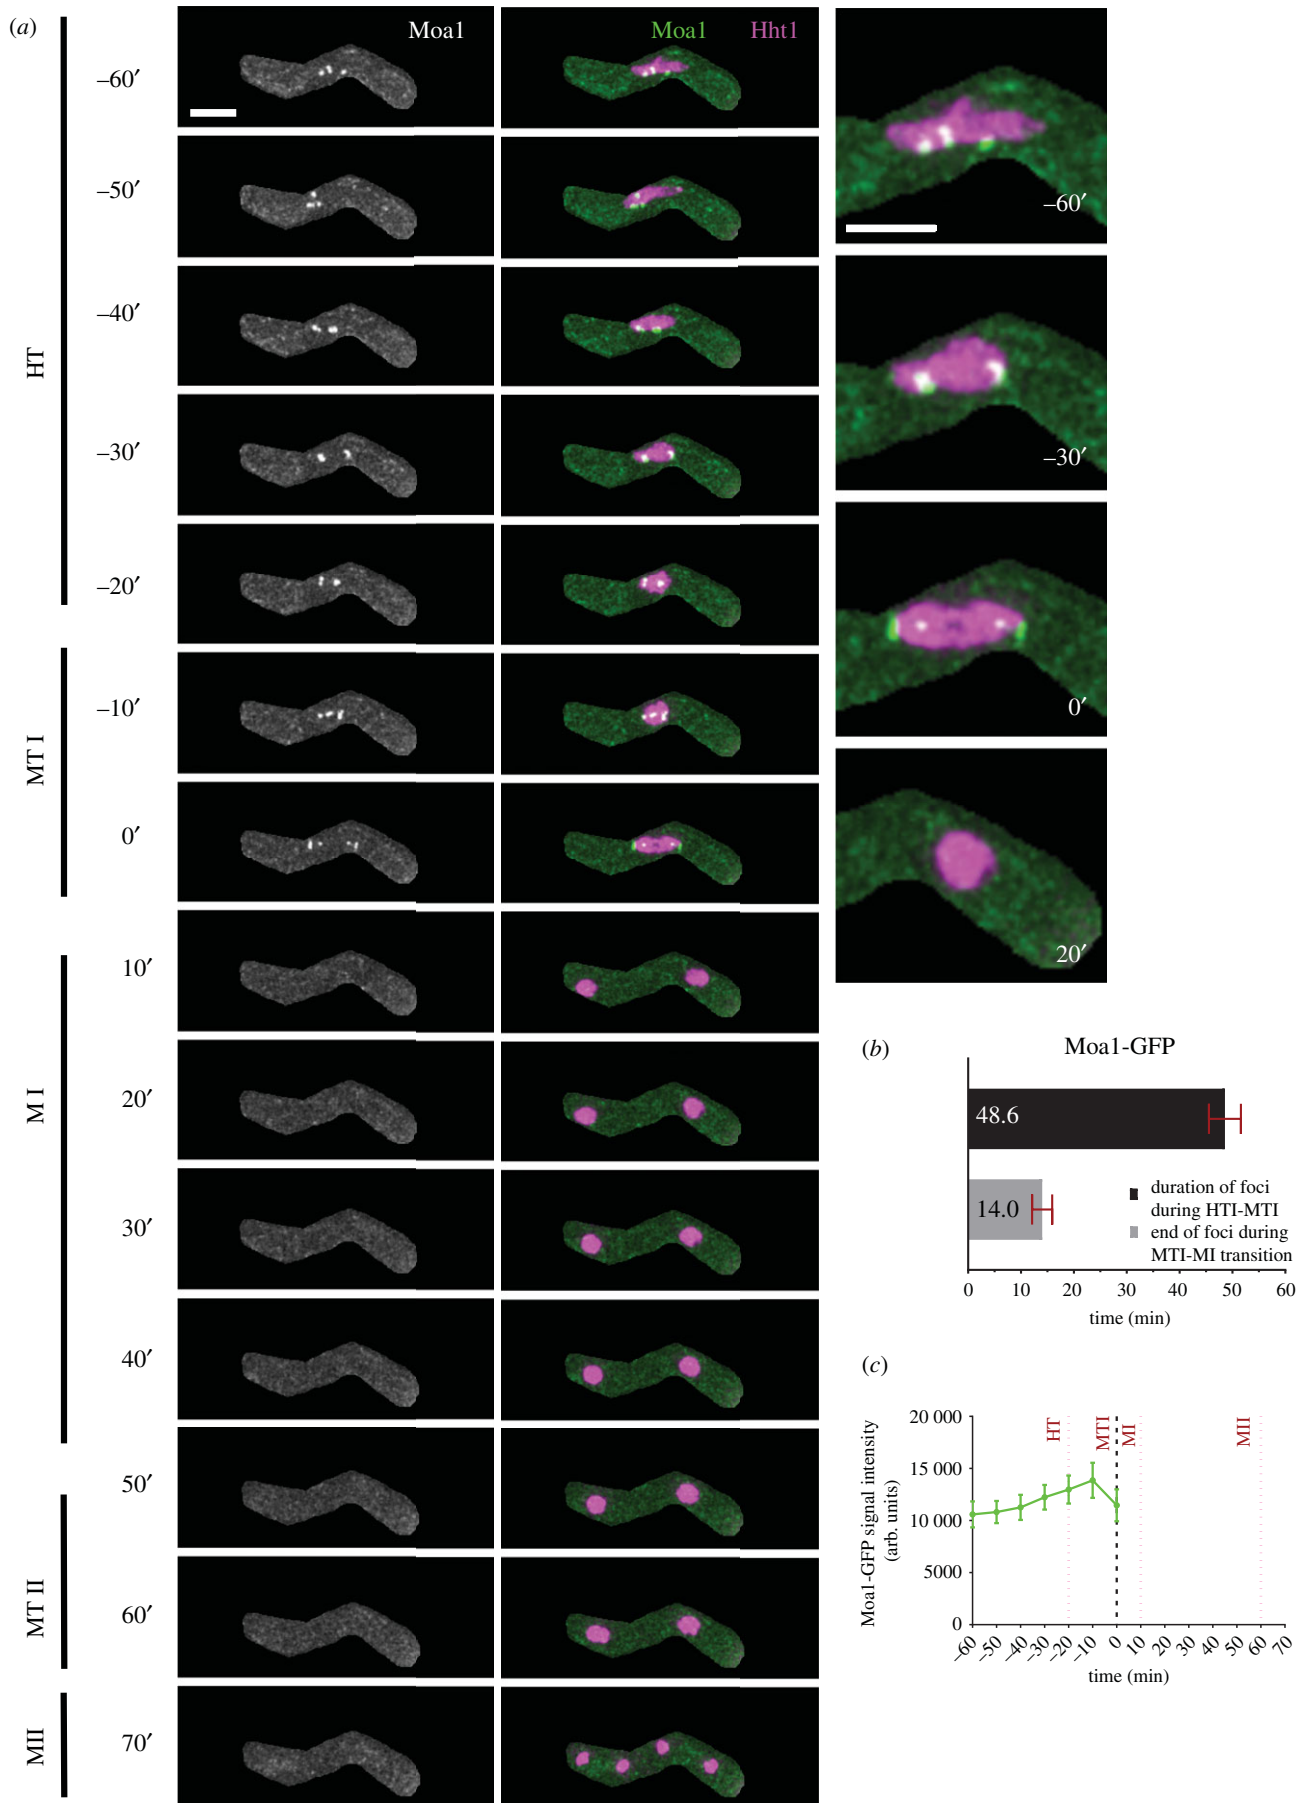 (a)
Moa1
Moa1 Hht1
–60′
–50′
–40′
–30′
–20′
–10′
0′
10′
20′
30′
40′
50′
60′
70′
HT
MT I
M I
MT II
MII
–60′
–30′
0′
20′
(b)
Moa1-GFP
48.6
14.0
duration of foci
during HTI-MTI
end of foci during
MTI-MI transition
0 10 20 30 40 50 60
time (min)
(c)
Moa1-GFP signal intensity
(arb. units)
20 000
15 000
10 000
5000
0
HT
MTI
MI
MII
–60 –50 –40 –30 –20 –10 0 10 20 30 40 50 60 70
time (min)